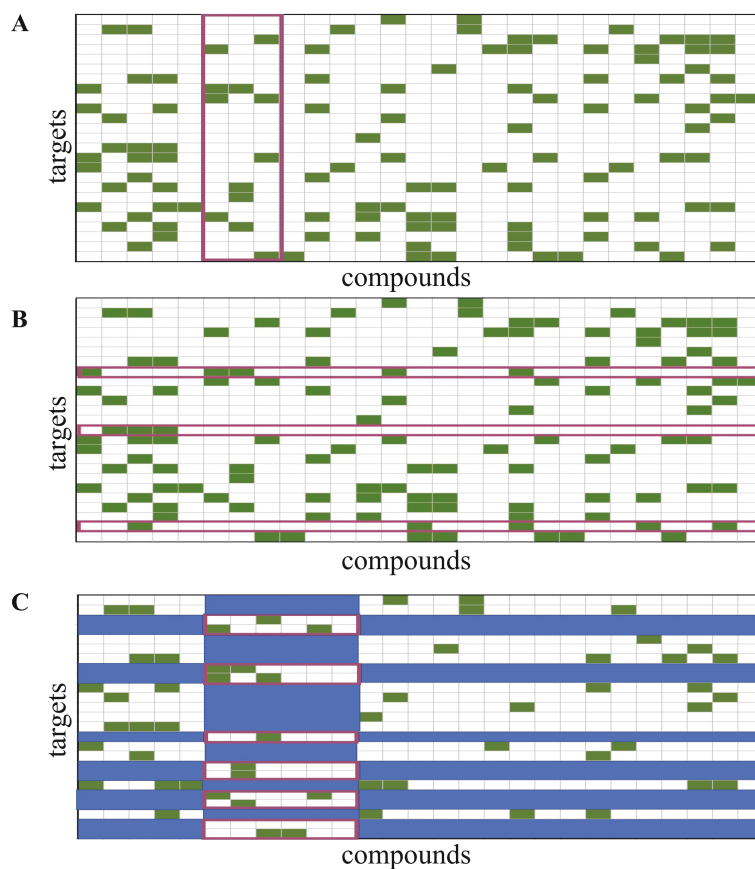 A
targets
compounds
B
targets
compounds
C
targets
compounds